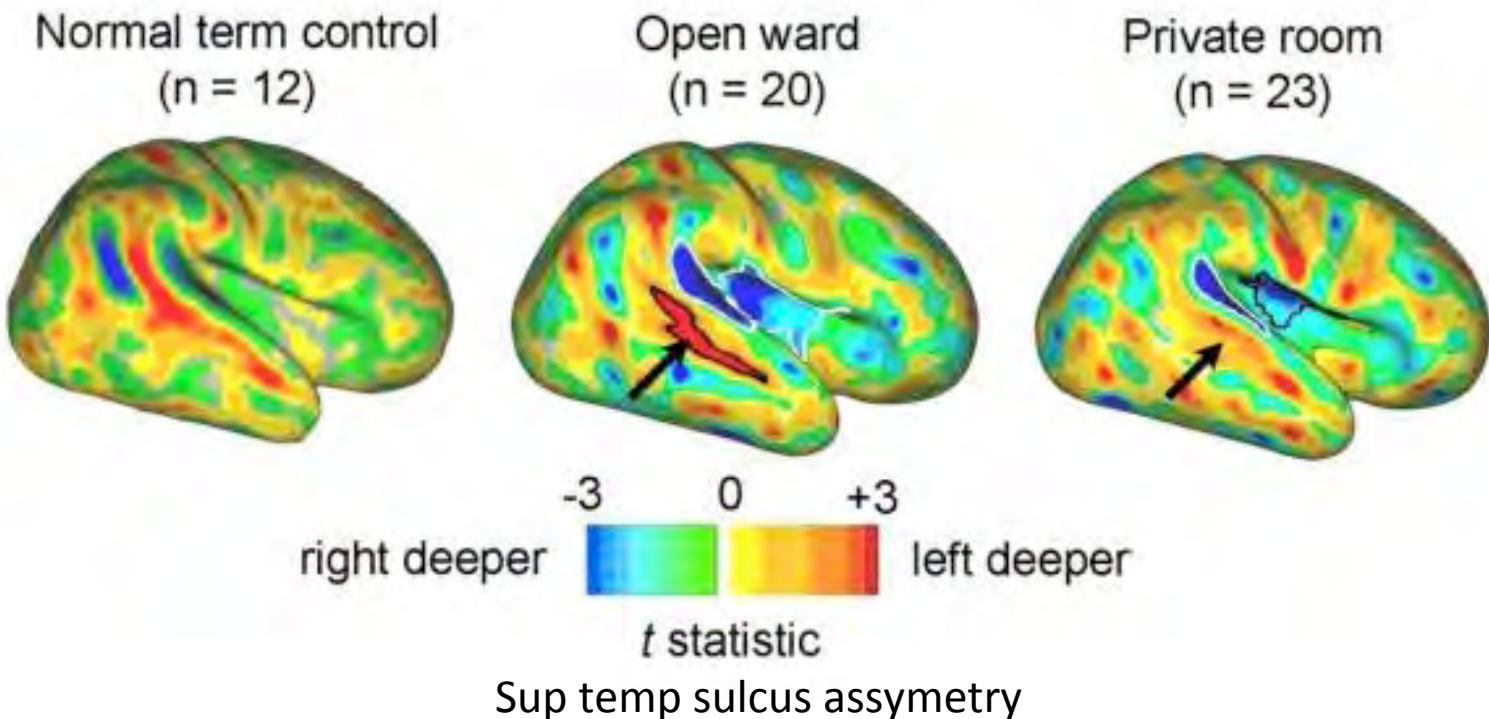 Normal term control
(n = 12)
Open ward
(n = 20)
Private room
(n = 23)
-3 0 +3
right deeper
left deeper
t statistic
Sup temp sulcus assymetry